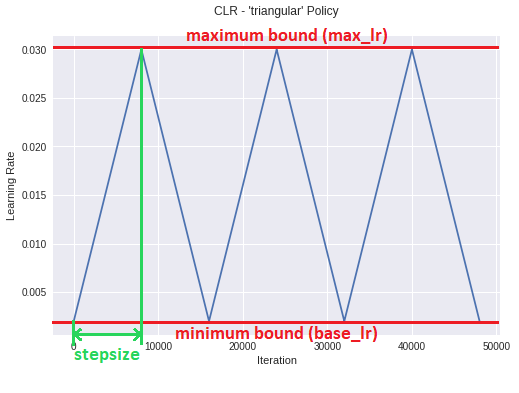 CLR - 'triangular' Policy
maximum bound (max_lr)
0.030
0.025
0.020
0.015
0.010
0.005
Learning Rate
minimum bound (base_lr)
0 10000 20000 30000 40000 50000
stepsize
Iteration